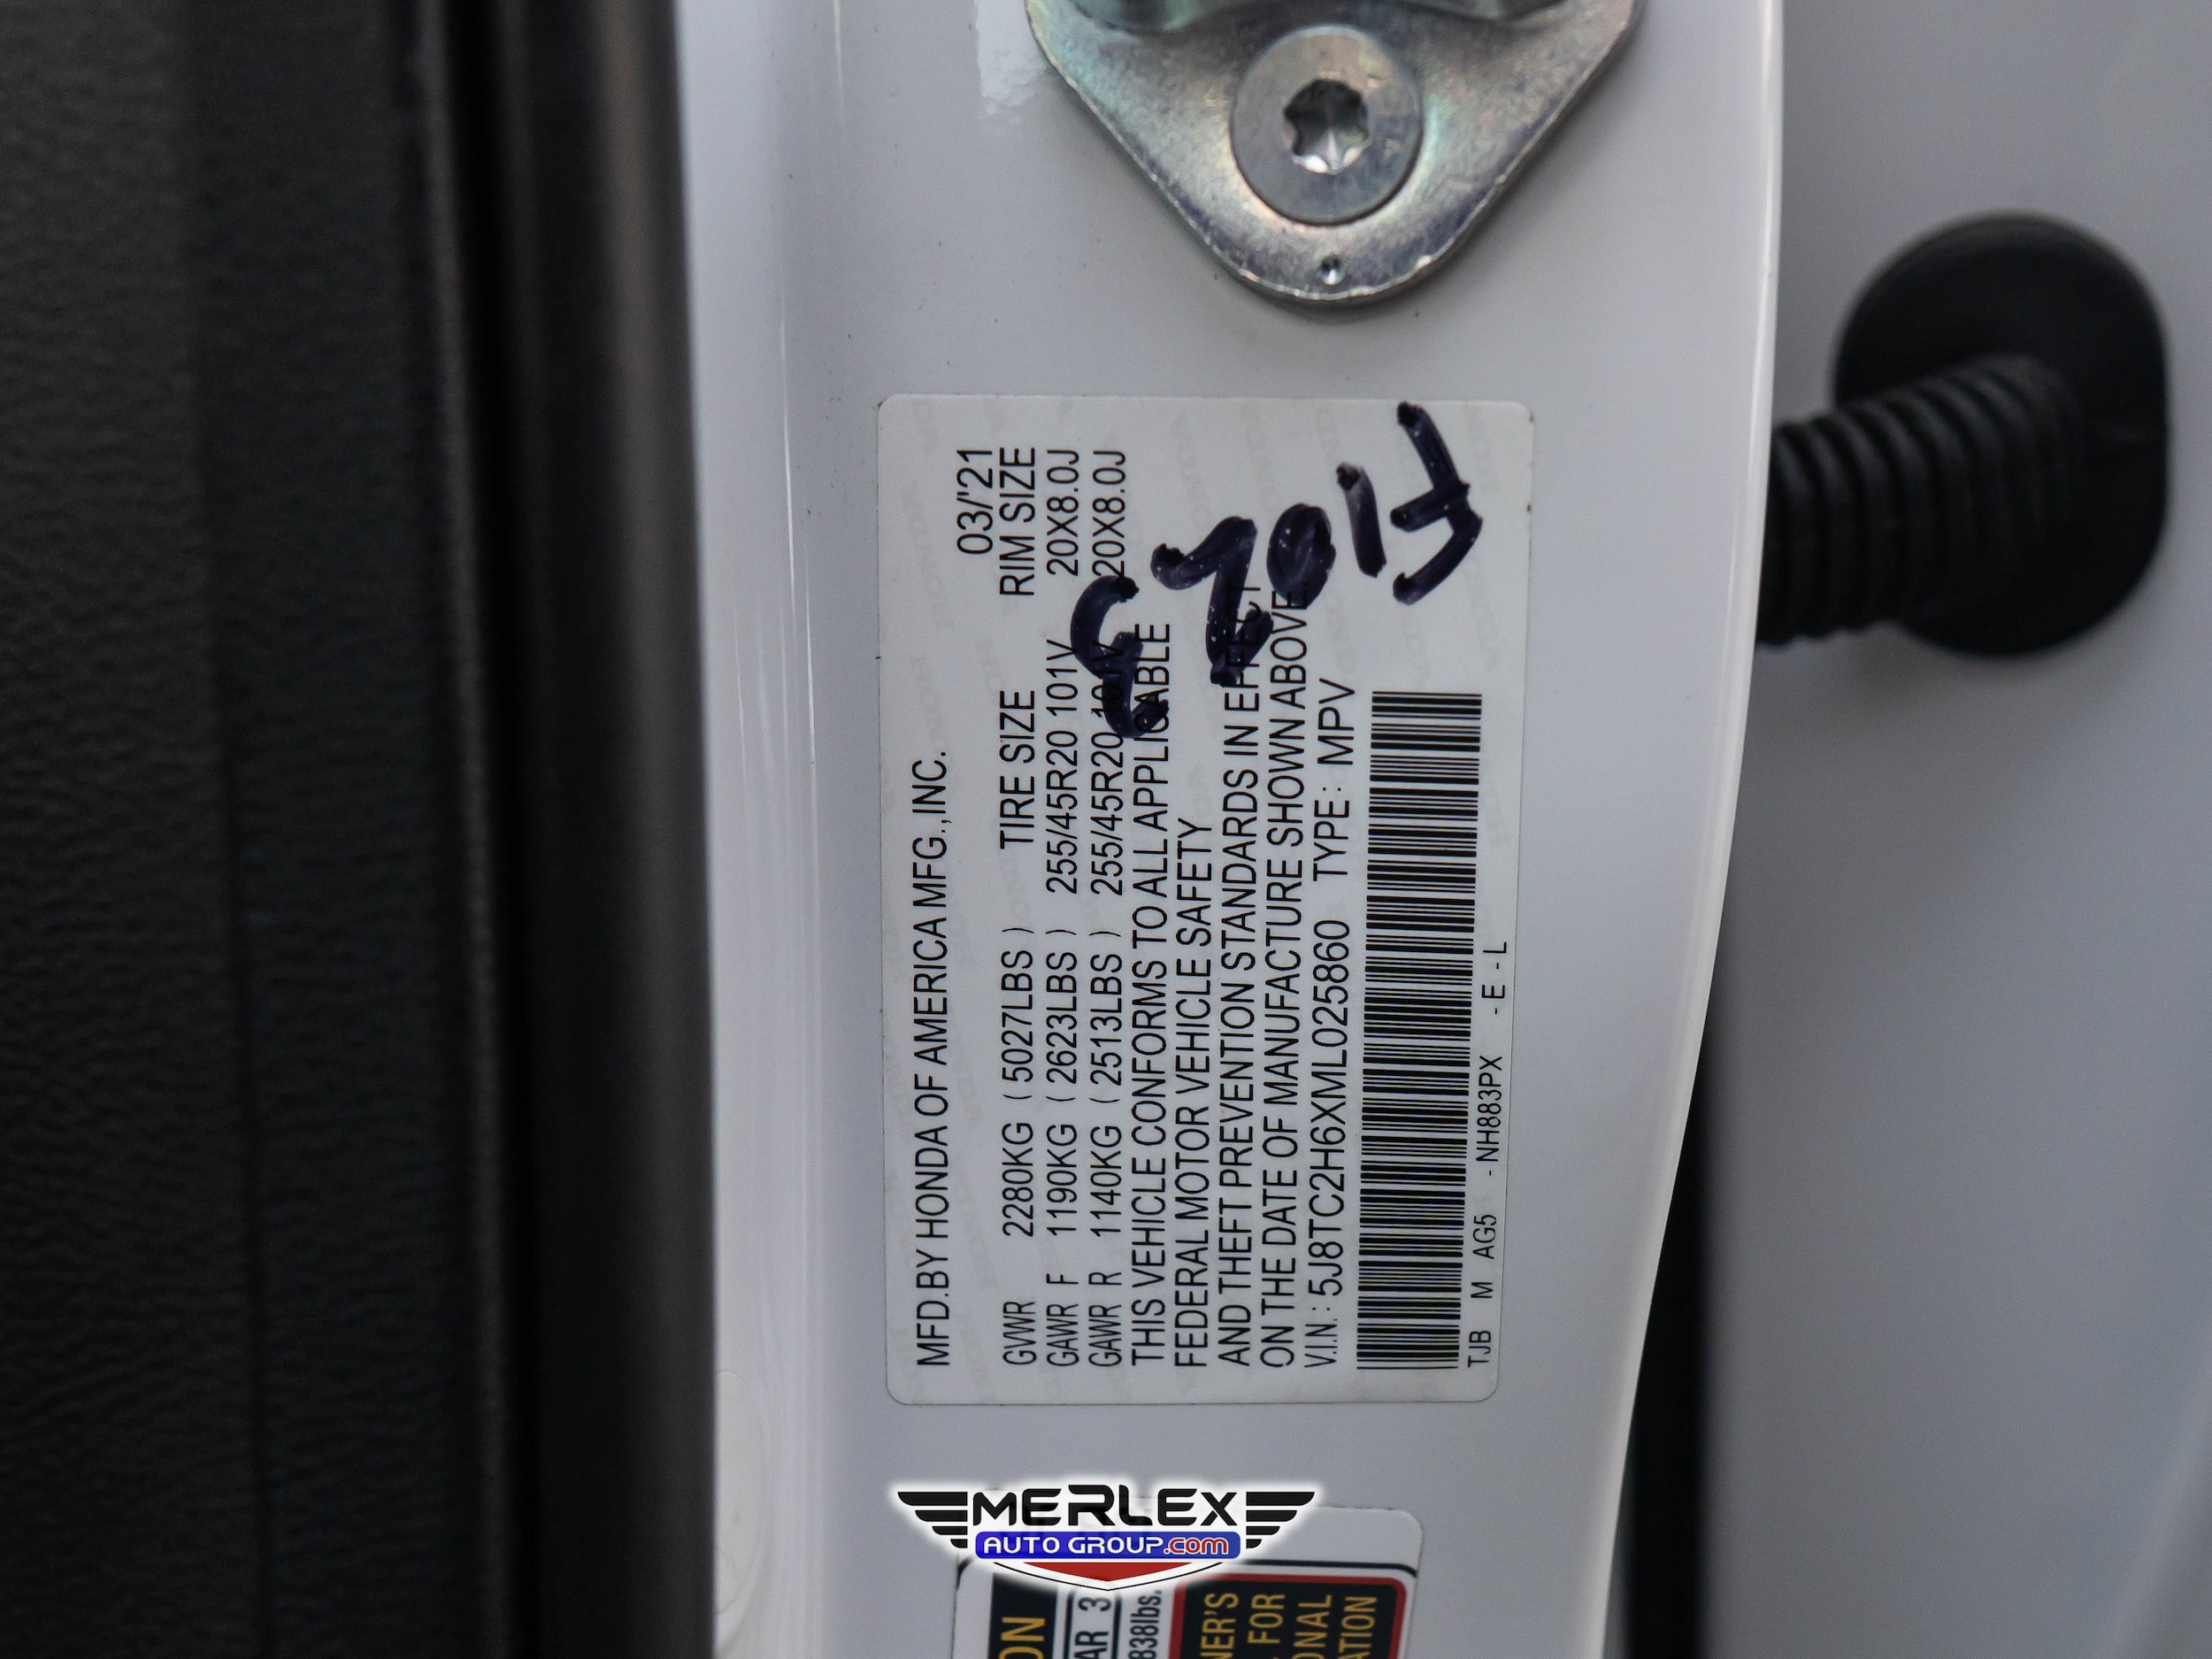 MFD.BY HONDA OF AMERICA MFG.,INC.
03/'21
GVWR 2280KG ( 5027LBS ) TIRE SIZE RIM SIZE
GAWR F 1190KG ( 2623LBS ) 255/45R20 101V 20X8.0J
GAWR R 1140KG ( 2513LBS ) 255/45R20 101V 20X8.0J
THIS VEHICLE CONFORMS TO ALL APPLICABLE
FEDERAL MOTOR VEHICLE SAFETY
AND THEFT PREVENTION STANDARDS IN EFFECT
ON THE DATE OF MANUFACTURE SHOWN ABOVE
V.I.N.: 5J8TC2H6XML025860 TYPE : MPV
TJB M AG5 - NH883PX - E - L
MERLEX
AUTO GROUP.com
838lbs.